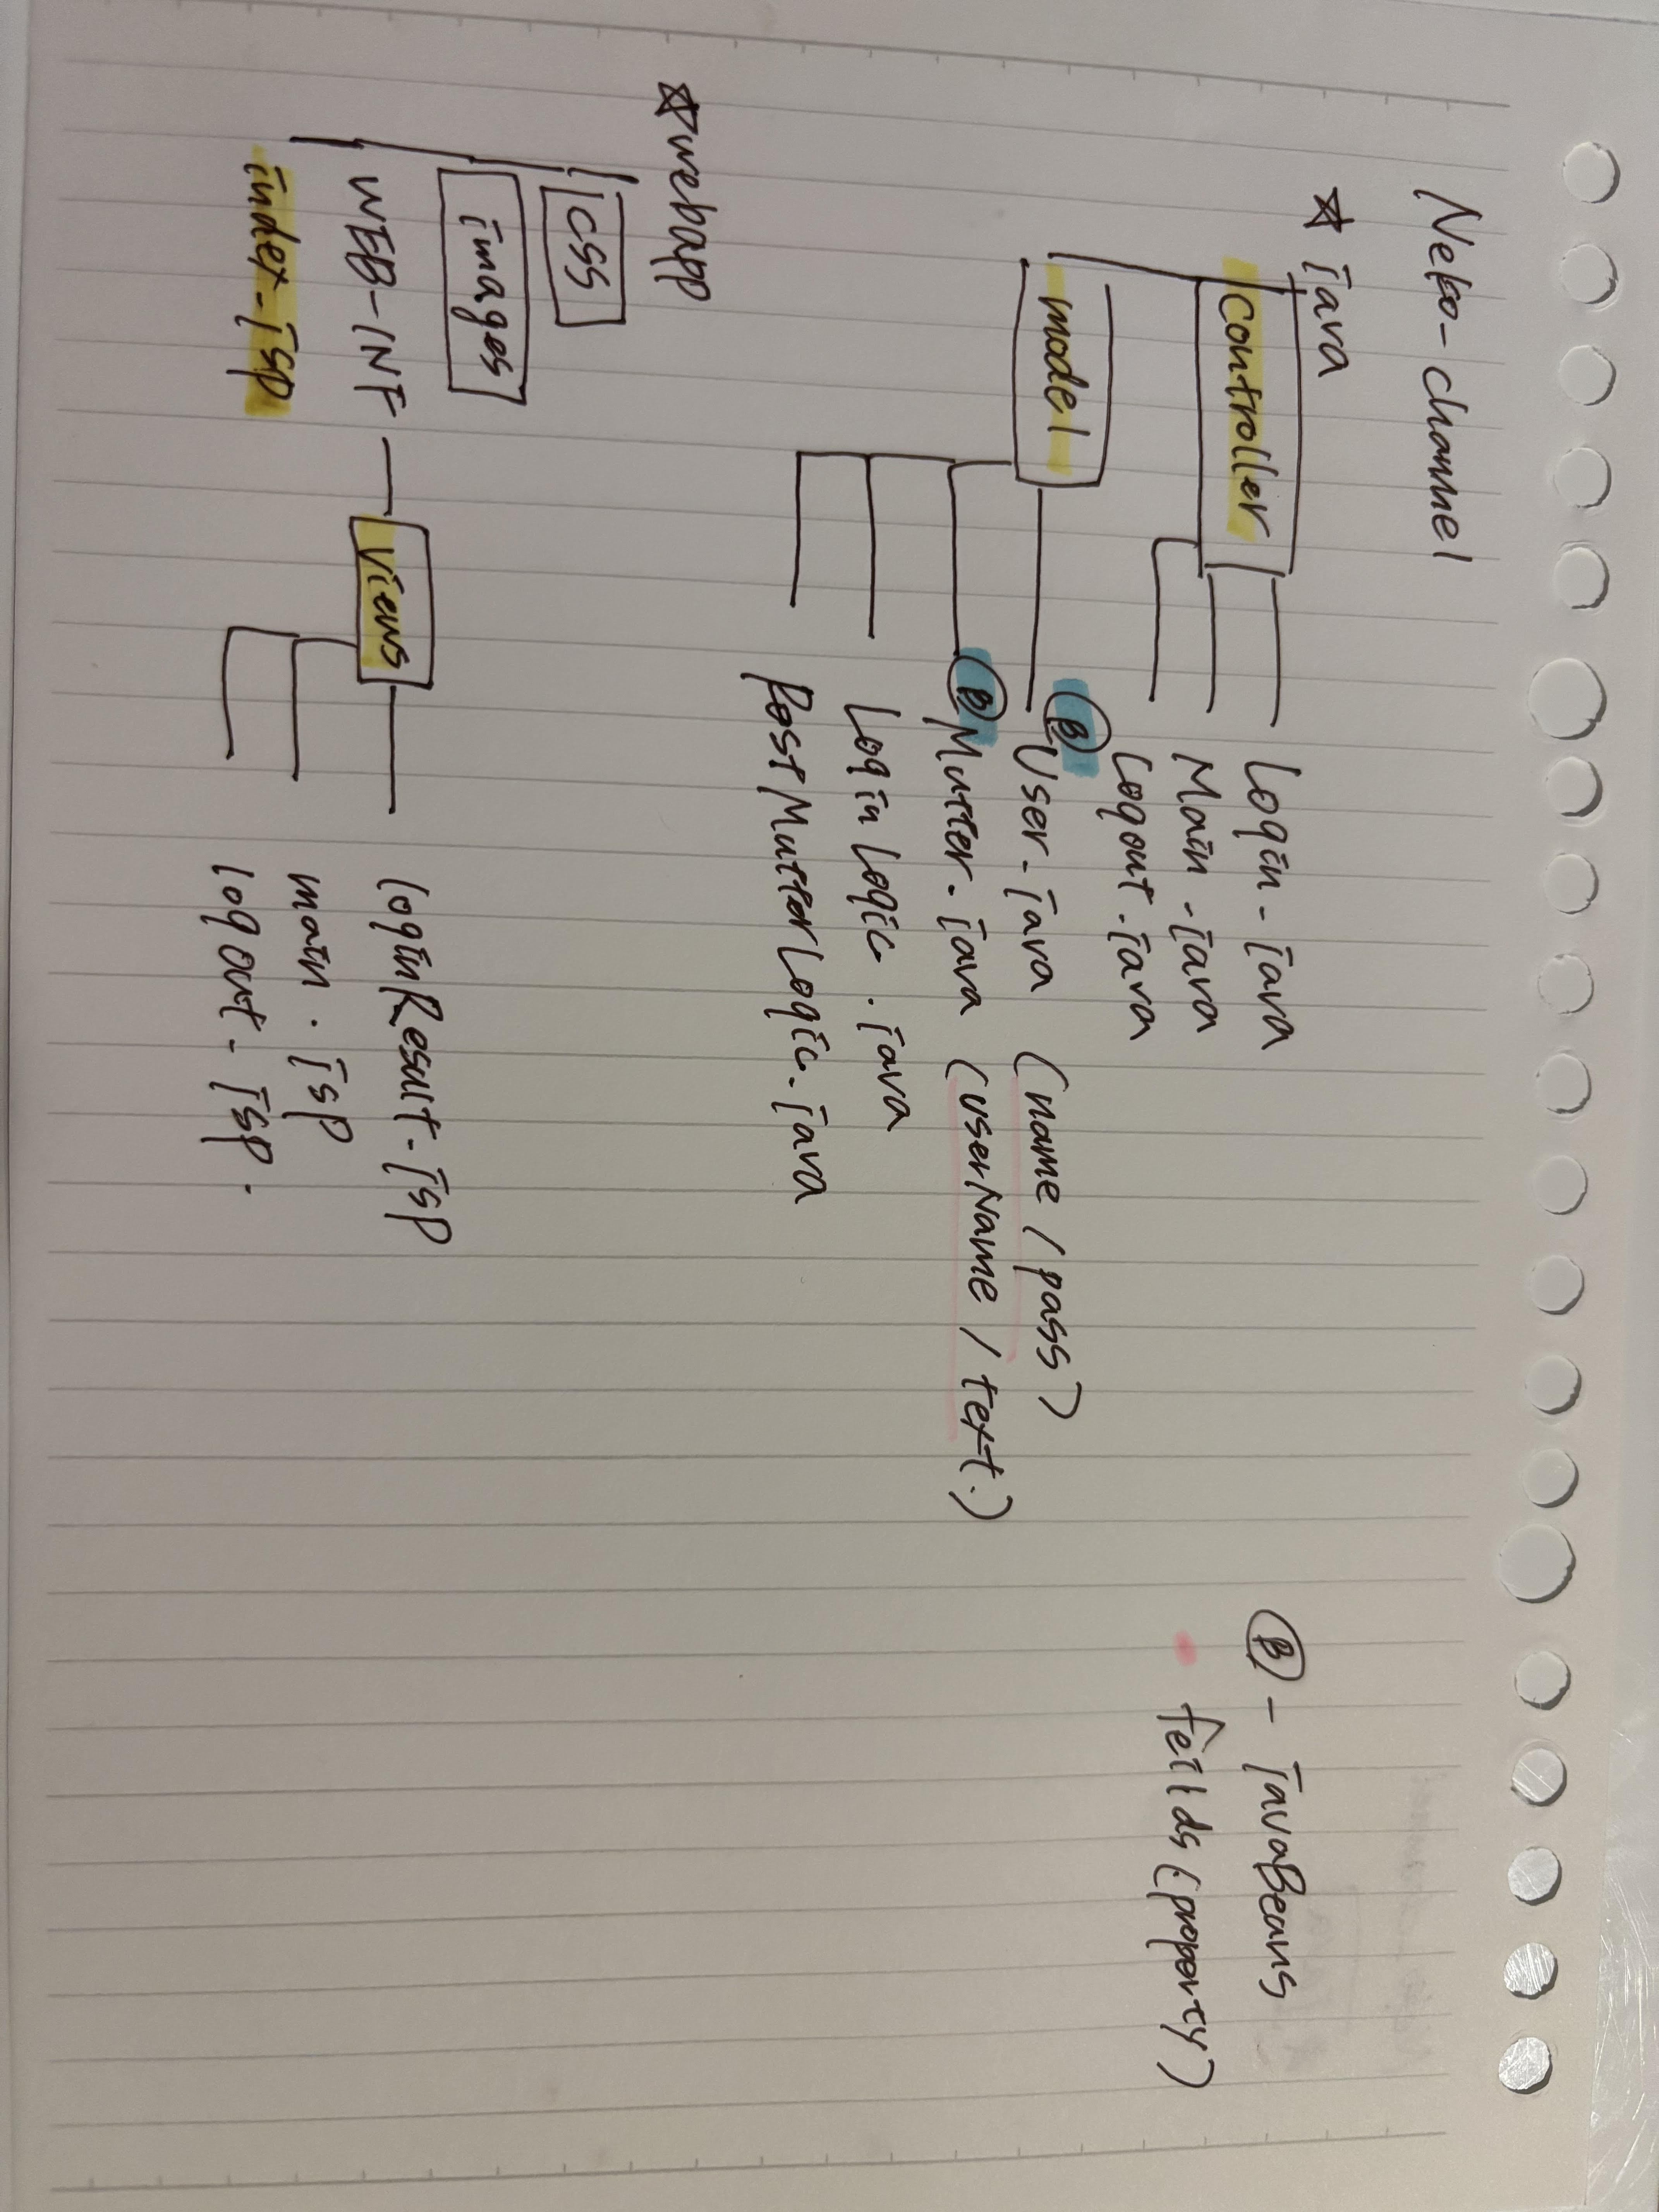 Neko-channel
☆ java
controller
Login.java
Main.java
Logout.java
model
Ⓑ User.java (name / pass)
Ⓑ Mutter.java (userName / text.)
LoginLogic.java
PostMutterLogic.java
☆ webapp
css
images
WEB-INF
views
loginResult.jsp
main.jsp
logout.jsp.
index.jsp
Ⓑ - JavaBeans
feilds (property)